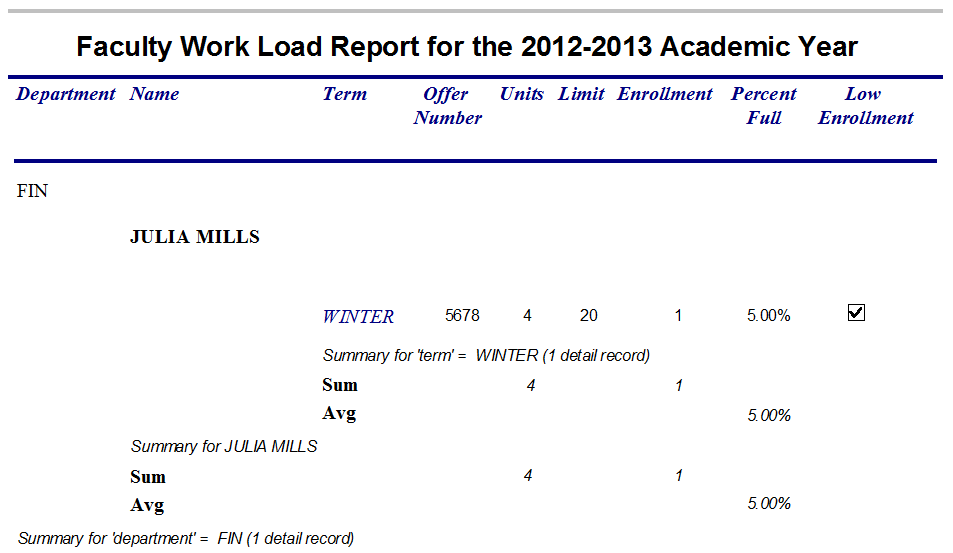 Faculty Work Load Report for the 2012-2013 Academic Year
Department Name Term Offer Units Limit Enrollment Percent Low
Number Full Enrollment
FIN
JULIA MILLS
WINTER 5678 4 20 1 5.00%
Summary for 'term' = WINTER (1 detail record)
Sum 4 1
Avg 5.00%
Summary for JULIA MILLS
Sum 4 1
Avg 5.00%
Summary for 'department' = FIN (1 detail record)